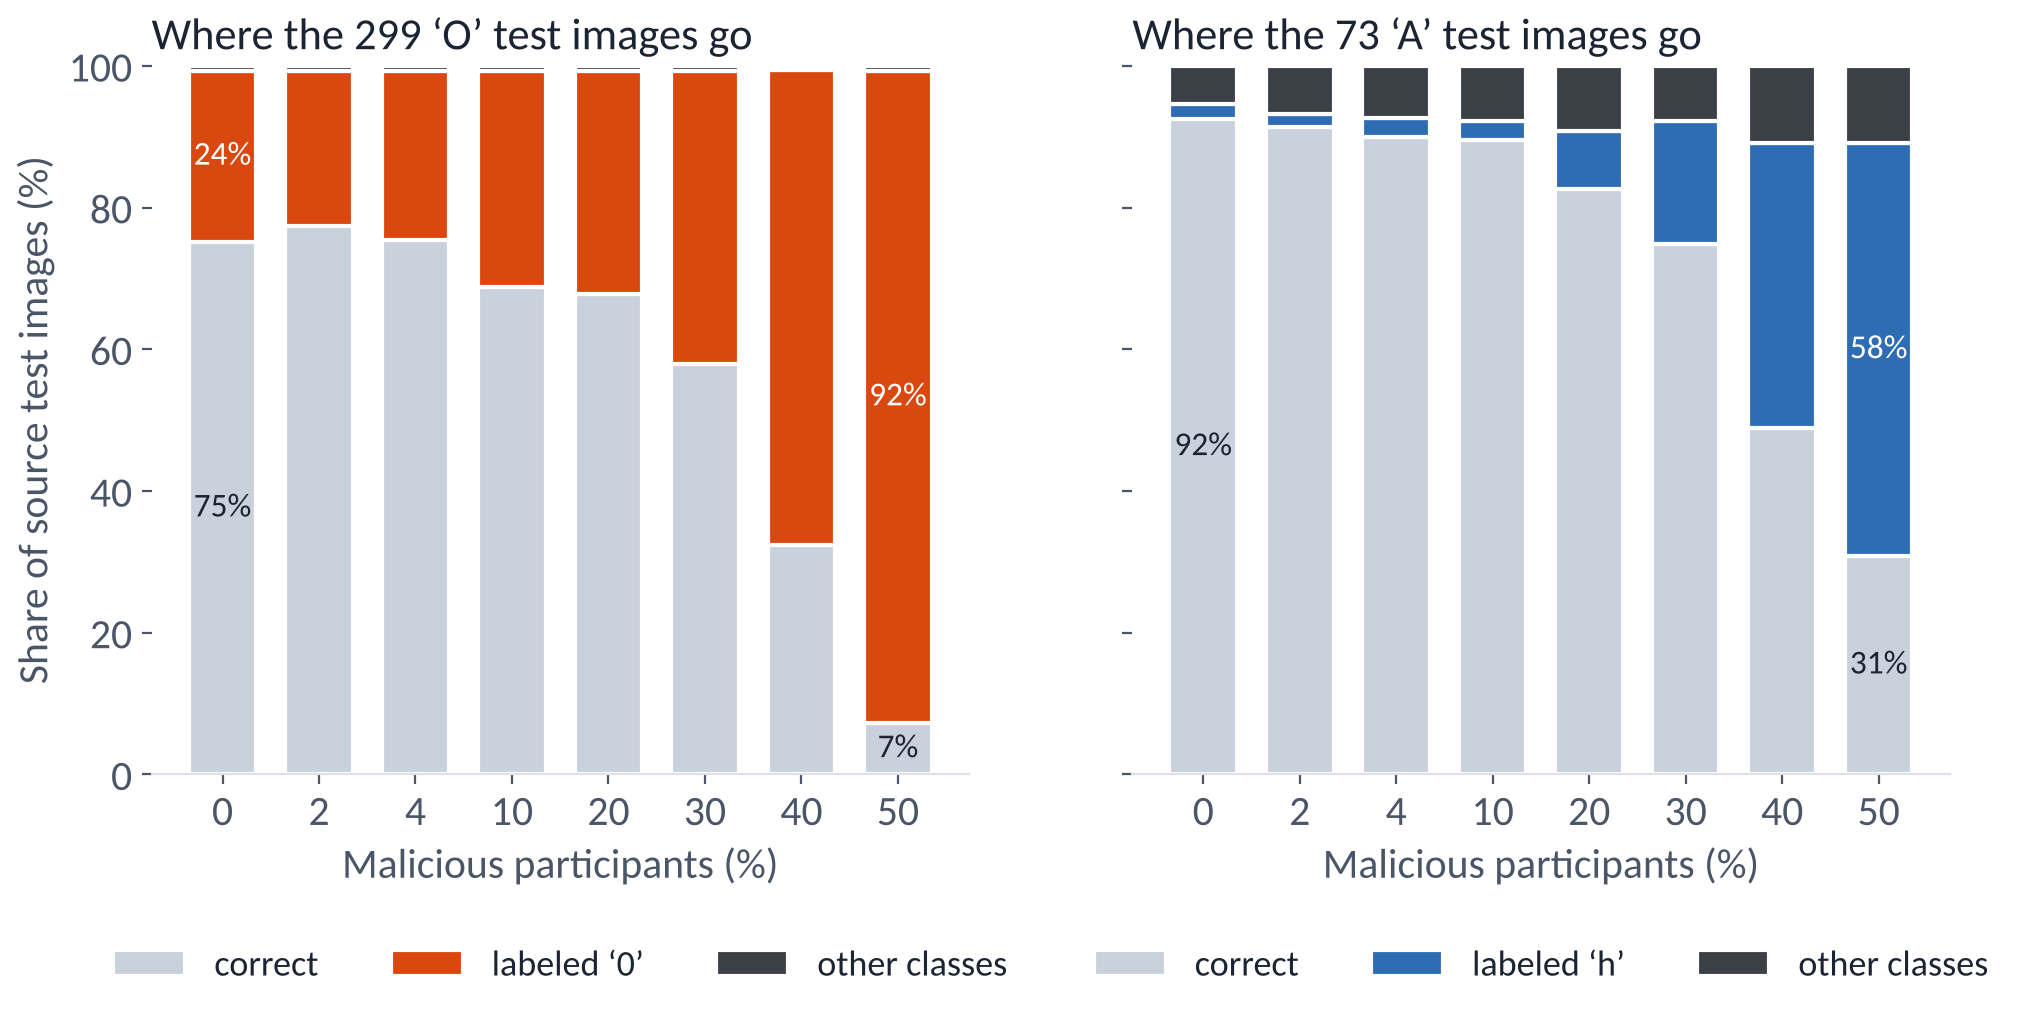 Where the 299 ‘O’ test images go
Share of source test images (%)
100
80
60
40
20
0
24%
75%
92%
7%
0 2 4 10 20 30 40 50
Malicious participants (%)
correct labeled ‘0’ other classes
Where the 73 ‘A’ test images go
92%
58%
31%
0 2 4 10 20 30 40 50
Malicious participants (%)
correct labeled ‘h’ other classes